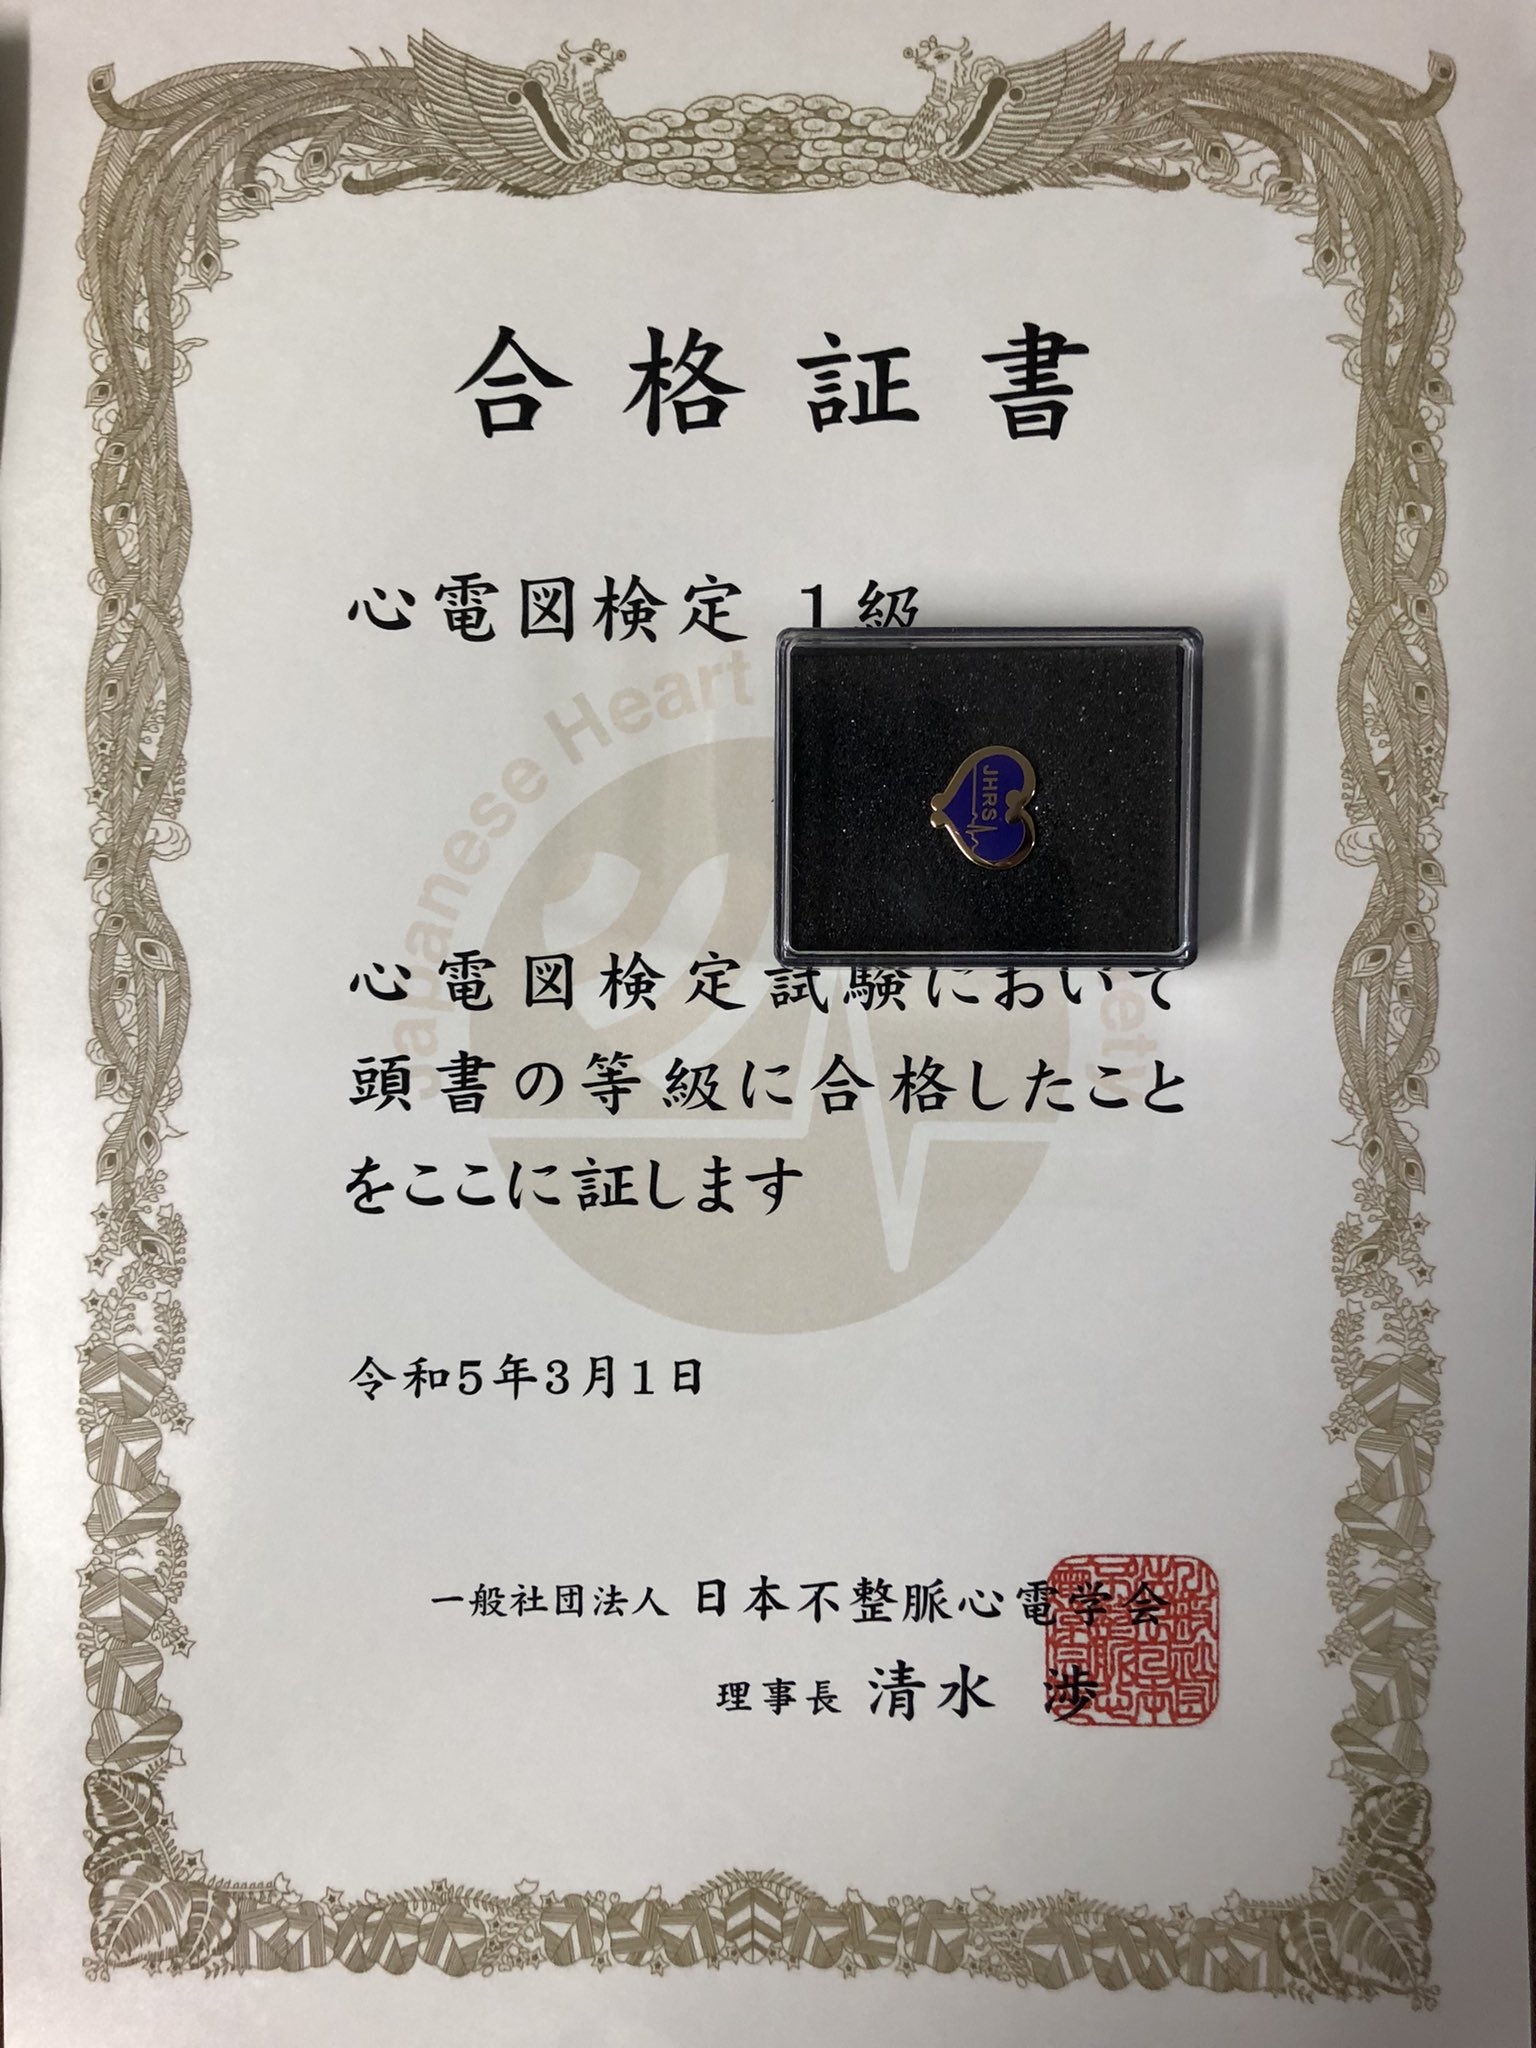 合格証書
心電図検定 1級
Japanese Heart
JHRS
心電図検定試験において
頭書の等級に合格したこと
をここに証します
令和5年3月1日
一般社団法人 日本不整脈心電学会
理事長 清水 渉